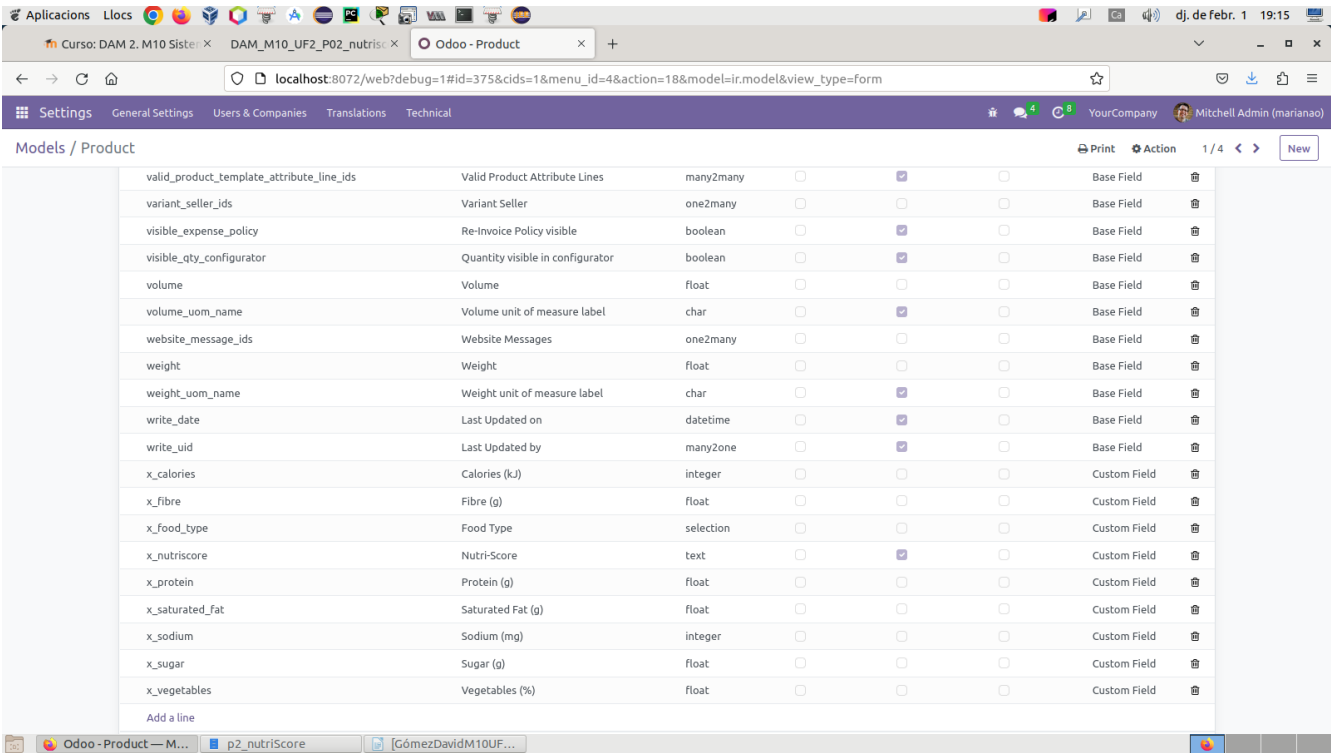 Aplicacions Llocs dj. de febr. 1 19:15
Ca
Curso: DAM 2. M10 Sister DAM_M10_UF2_P02_nutrisc Odoo - Product
localhost:8072/web?debug=1#id=375&cids=1&menu_id=4&action=18&model=ir.model&view_type=form
Settings General Settings Users & Companies Translations Technical 4 8 YourCompany Mitchell Admin (marianao)
Models / Product Print Action 1 / 4 New
valid_product_template_attribute_line_ids Valid Product Attribute Lines many2many Base Field
variant_seller_ids Variant Seller one2many Base Field
visible_expense_policy Re-Invoice Policy visible boolean Base Field
visible_qty_configurator Quantity visible in configurator boolean Base Field
volume Volume float Base Field
volume_uom_name Volume unit of measure label char Base Field
website_message_ids Website Messages one2many Base Field
weight Weight float Base Field
weight_uom_name Weight unit of measure label char Base Field
write_date Last Updated on datetime Base Field
write_uid Last Updated by many2one Base Field
x_calories Calories (kJ) integer Custom Field
x_fibre Fibre (g) float Custom Field
x_food_type Food Type selection Custom Field
x_nutriscore Nutri-Score text Custom Field
x_protein Protein (g) float Custom Field
x_saturated_fat Saturated Fat (g) float Custom Field
x_sodium Sodium (mg) integer Custom Field
x_sugar Sugar (g) float Custom Field
x_vegetables Vegetables (%) float Custom Field
Add a line
Odoo - Product — M... p2_nutriScore [GómezDavidM10UF...